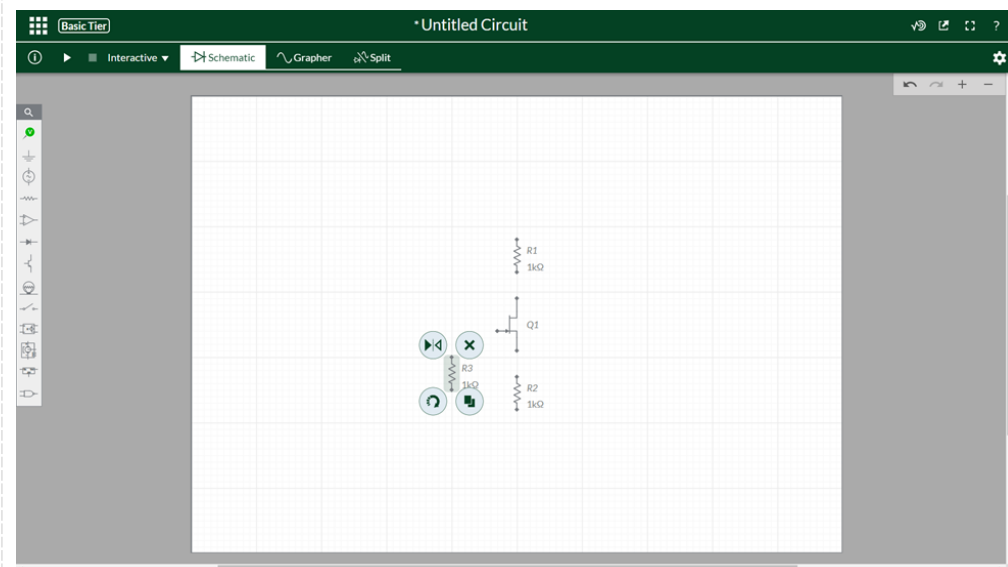 Basic Tier
*Untitled Circuit
?
Interactive
Schematic
Grapher
Split
V
R1
1kΩ
Q1
R3
1kΩ
R2
1kΩ